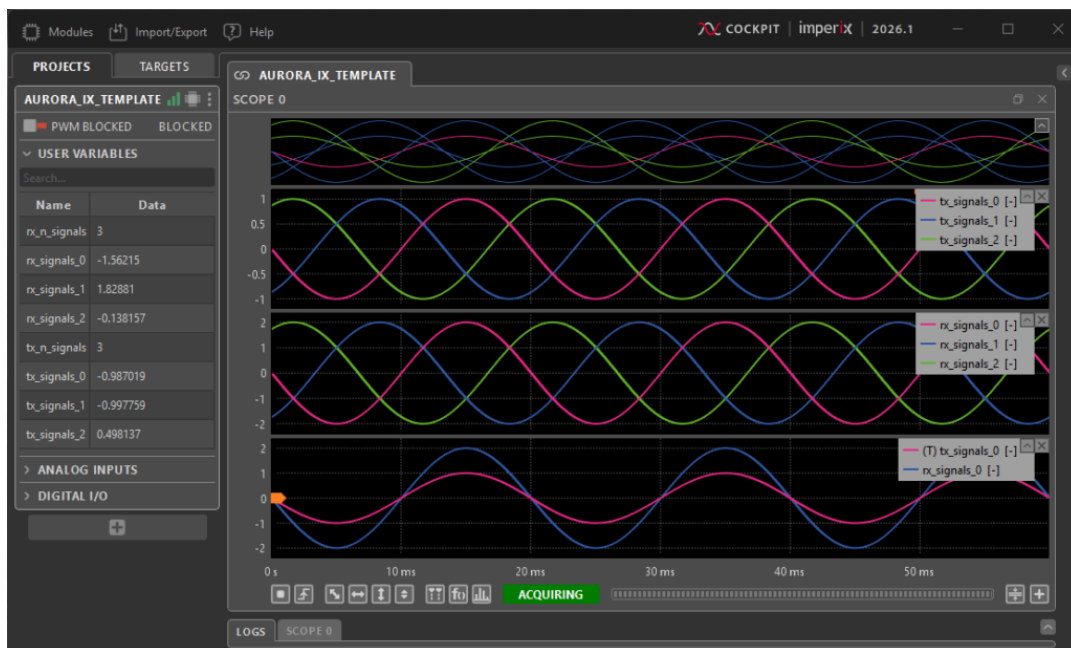 Modules Import/Export Help COCKPIT | imperix | 2026.1
PROJECTS TARGETS
AURORA_IX_TEMPLATE
PWM BLOCKED BLOCKED
USER VARIABLES
Search...
Name Data
rx_n_signals 3
rx_signals_0 -1.56215
rx_signals_1 1.82881
rx_signals_2 -0.138157
tx_n_signals 3
tx_signals_0 -0.987019
tx_signals_1 -0.997759
tx_signals_2 0.498137
ANALOG INPUTS
DIGITAL I/O
AURORA_IX_TEMPLATE
SCOPE 0
1
0.5
0
-0.5
-1
tx_signals_0 [-]
tx_signals_1 [-]
tx_signals_2 [-]
2
1
0
-1
-2
rx_signals_0 [-]
rx_signals_1 [-]
rx_signals_2 [-]
2
1
0
-1
-2
(T) tx_signals_0 [-]
rx_signals_0 [-]
0 s 10 ms 20 ms 30 ms 40 ms 50 ms
f() ACQUIRING
LOGS SCOPE 0